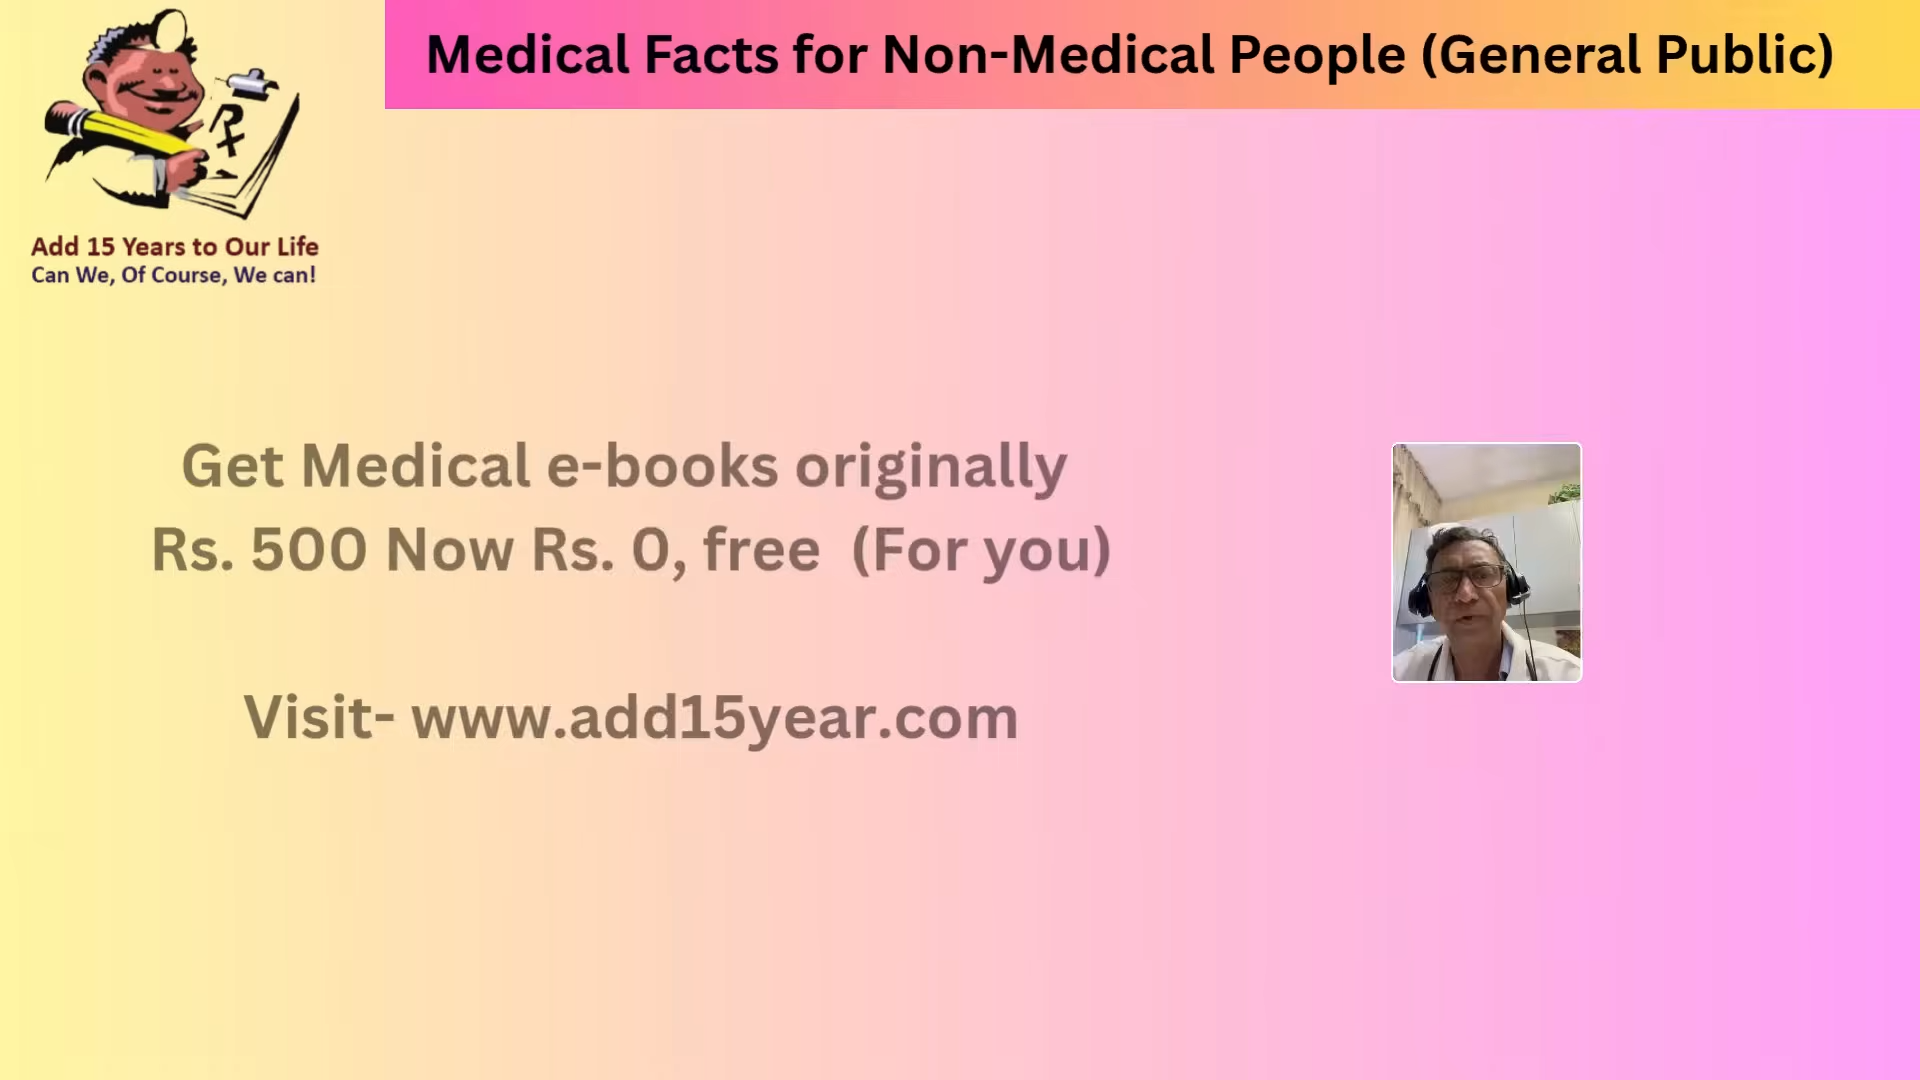 Medical Facts for Non-Medical People (General Public)
Add 15 Years to Our Life
Can We, Of Course, We can!
Get Medical e-books originally
Rs. 500 Now Rs. 0, free (For you)
Visit- www.add15year.com